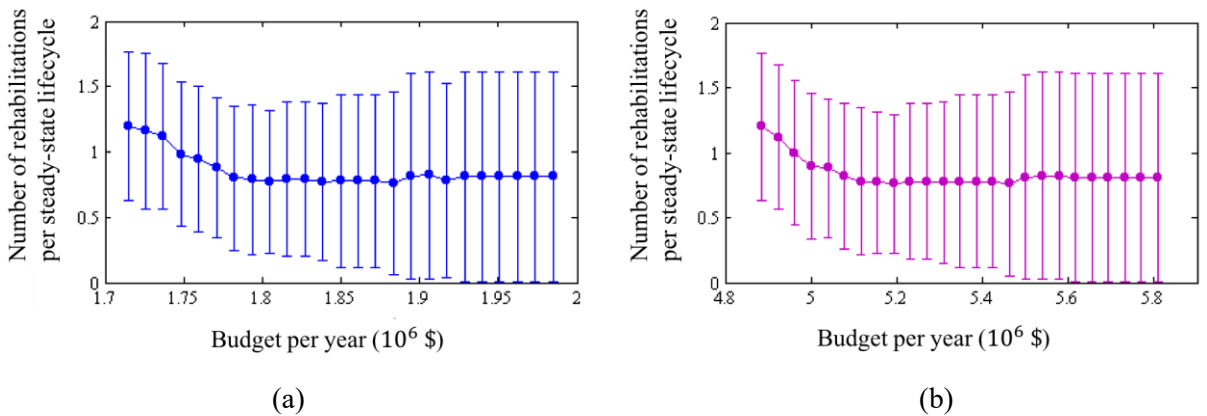 Number of rehabilitations
per steady-state lifecycle
2
1.5
1
0.5
0
1.7
1.75
1.8
1.85
1.9
1.95
2
Budget per year (10⁶ $)
(a)
Number of rehabilitations
per steady-state lifecycle
2
1.5
1
0.5
0
4.8
5
5.2
5.4
5.6
5.8
Budget per year (10⁶ $)
(b)